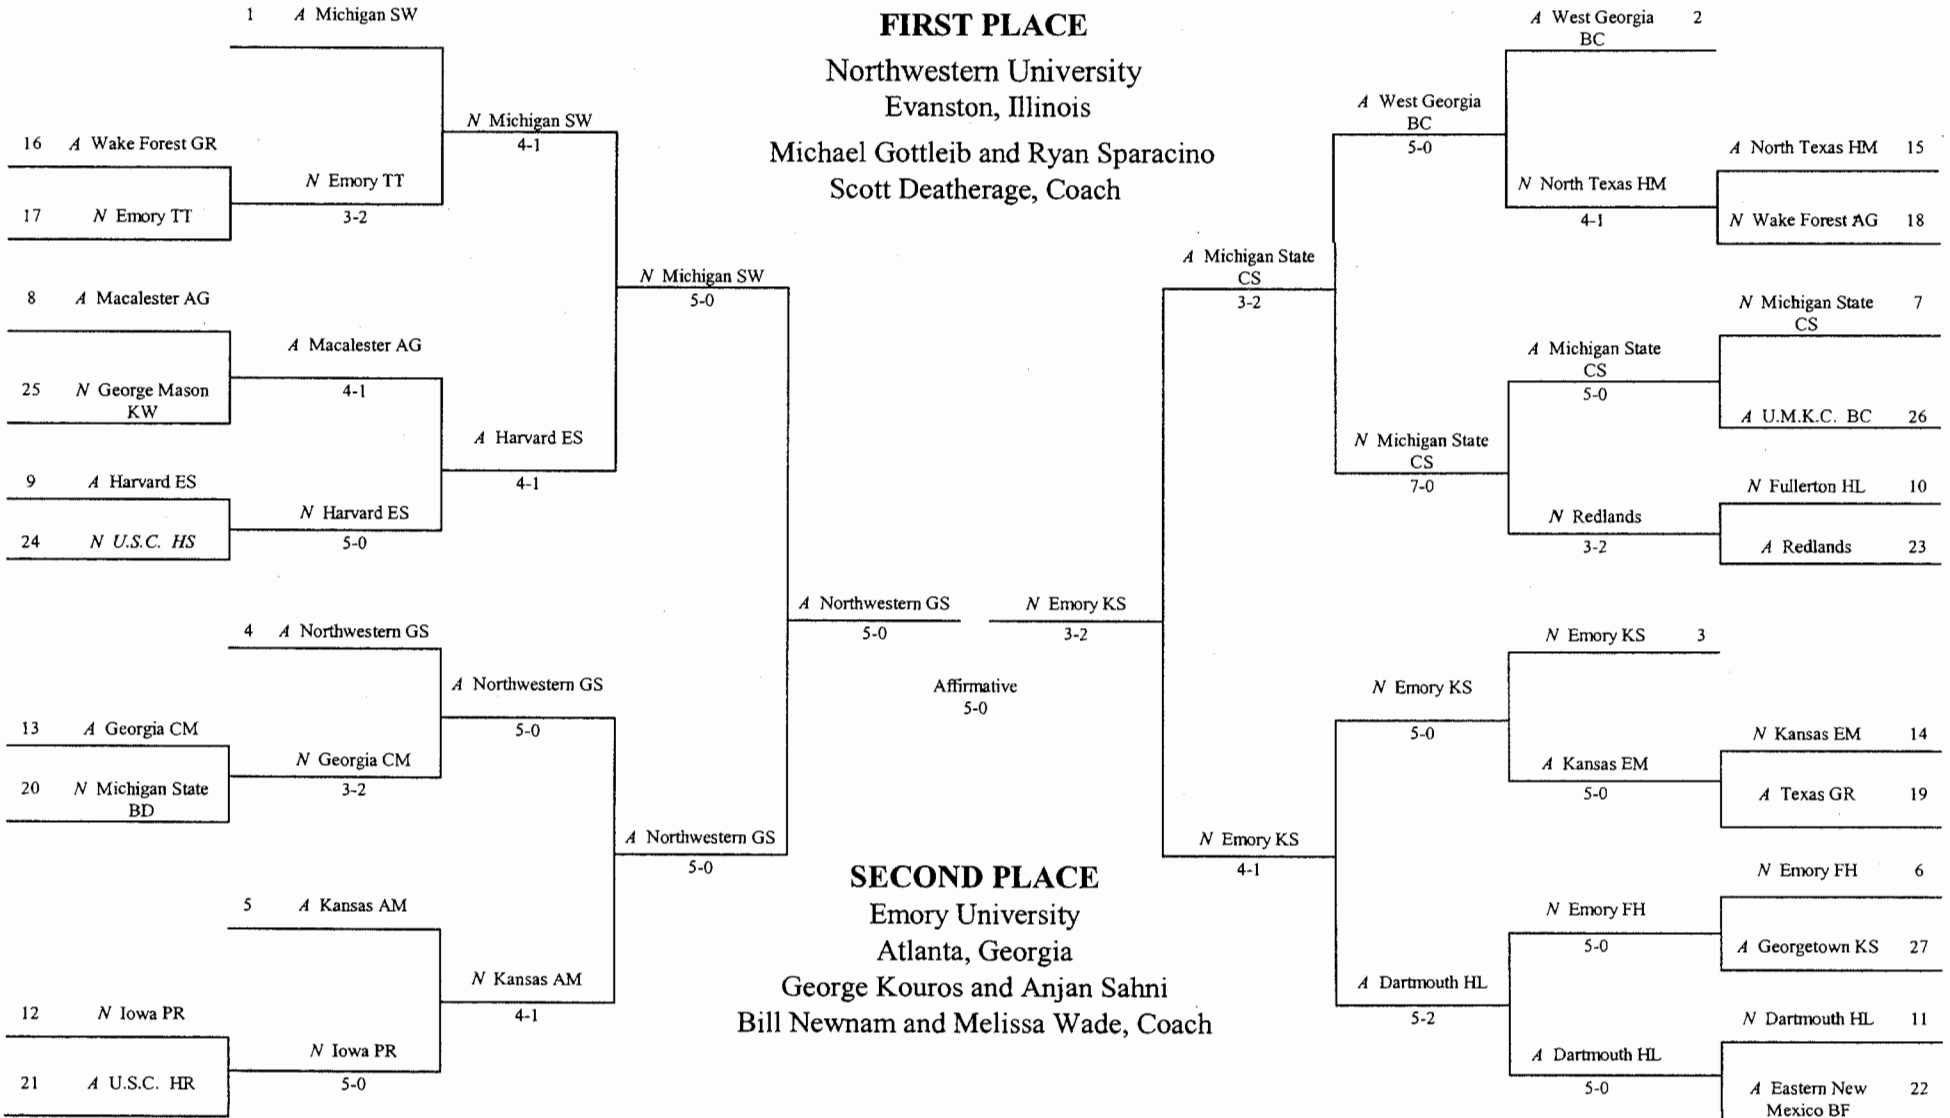 FIRST PLACE
Northwestern University
Evanston, Illinois
Michael Gottleib and Ryan Sparacino
Scott Deatherage, Coach
1 A Michigan SW
16 A Wake Forest GR
17 N Emory TT
N Emory TT
3-2
N Michigan SW
4-1
8 A Macalester AG
25 N George Mason
KW
A Macalester AG
4-1
9 A Harvard ES
24 N U.S.C. HS
N Harvard ES
5-0
A Harvard ES
4-1
N Michigan SW
5-0
4 A Northwestern GS
13 A Georgia CM
20 N Michigan State
BD
N Georgia CM
3-2
A Northwestern GS
5-0
5 A Kansas AM
12 N Iowa PR
21 A U.S.C. HR
N Iowa PR
5-0
N Kansas AM
4-1
A Northwestern GS
5-0
A Northwestern GS
5-0
N Emory KS
3-2
Affirmative
5-0
A Michigan State
CS
3-2
A West Georgia
BC
5-0
A West Georgia 2
BC
N North Texas HM
4-1
A North Texas HM 15
N Wake Forest AG 18
N Michigan State
CS
7-0
A Michigan State
CS
5-0
N Michigan State 7
CS
A U.M.K.C. BC 26
N Redlands
3-2
N Fullerton HL 10
A Redlands 23
N Emory KS
4-1
N Emory KS
5-0
N Emory KS 3
A Kansas EM
5-0
N Kansas EM 14
A Texas GR 19
A Dartmouth HL
5-2
N Emory FH
5-0
N Emory FH 6
A Georgetown KS 27
A Dartmouth HL
5-0
N Dartmouth HL 11
A Eastern New 22
Mexico BF
SECOND PLACE
Emory University
Atlanta, Georgia
George Kouros and Anjan Sahni
Bill Newnam and Melissa Wade, Coach